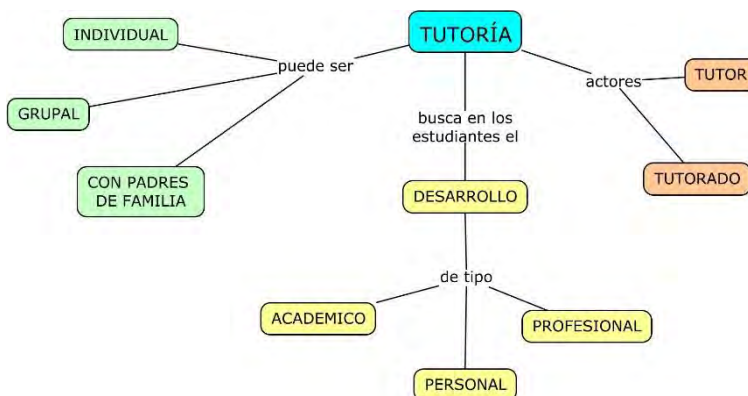 TUTORÍA
INDIVIDUAL
puede ser
GRUPAL
CON PADRES
DE FAMILIA
busca en los
estudiantes el
DESARROLLO
de tipo
ACADEMICO
PERSONAL
PROFESIONAL
actores
TUTOR
TUTORADO